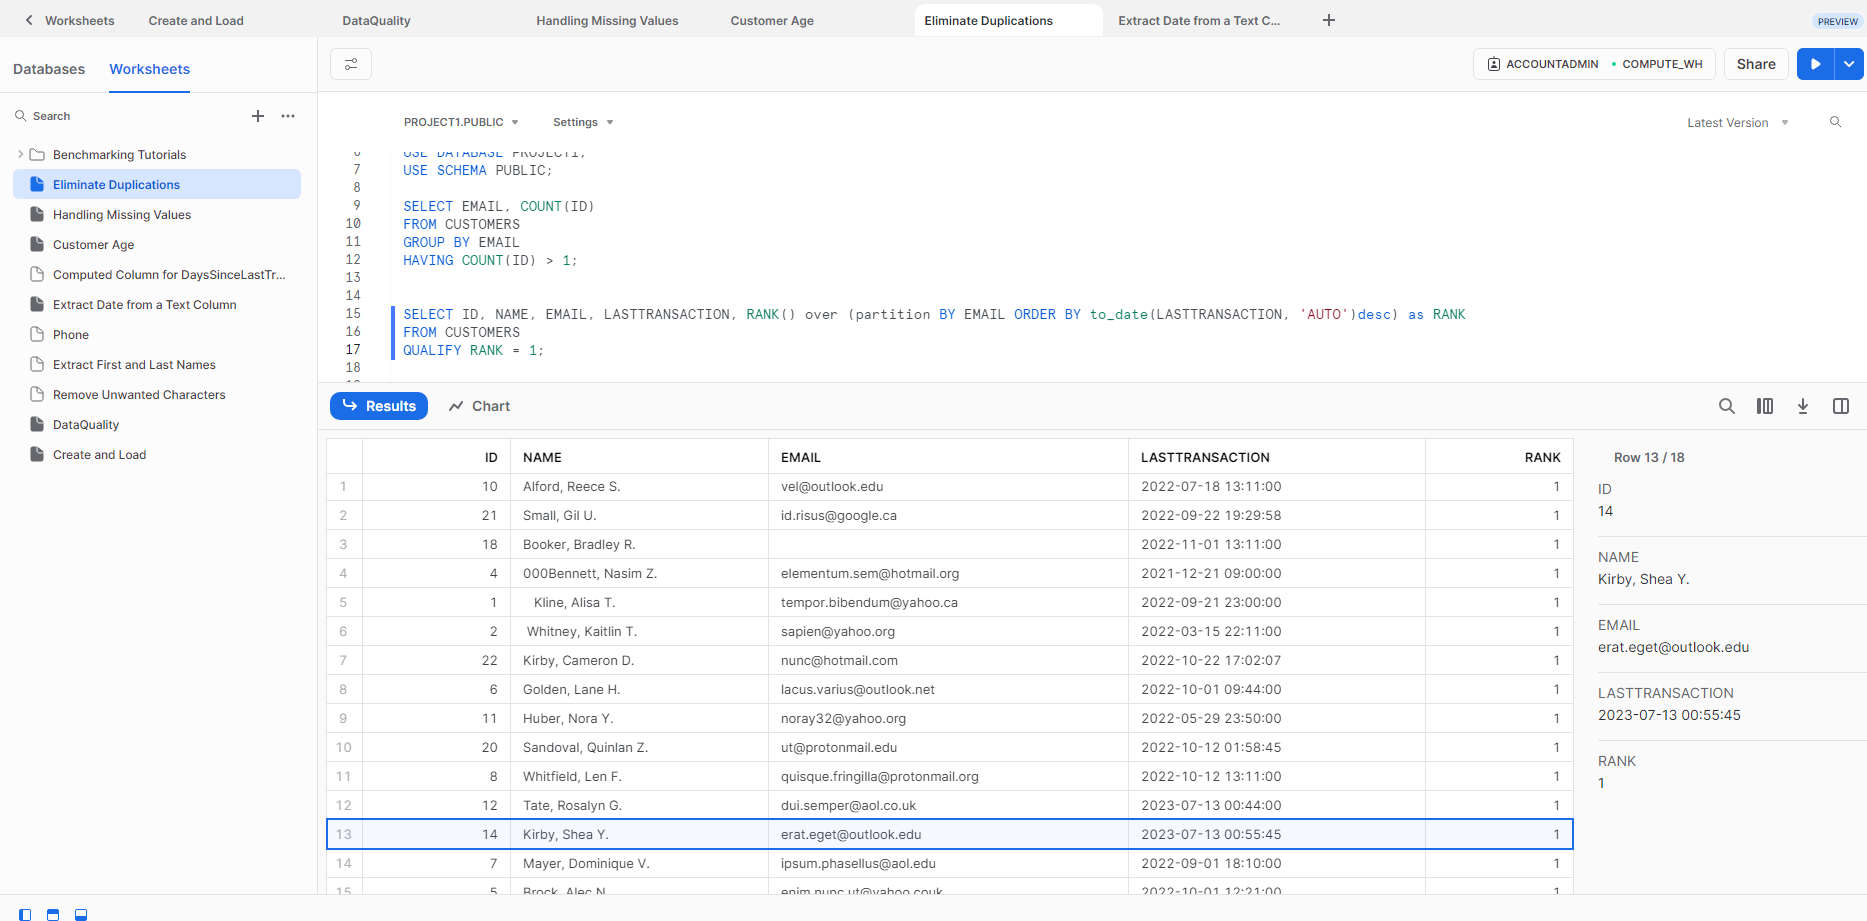 Worksheets Create and Load DataQuality Handling Missing Values Customer Age Eliminate Duplications Extract Date from a Text C... PREVIEW
Databases Worksheets
ACCOUNTADMIN COMPUTE_WH Share
Search
Benchmarking Tutorials
Eliminate Duplications
Handling Missing Values
Customer Age
Computed Column for DaysSinceLastTr...
Extract Date from a Text Column
Phone
Extract First and Last Names
Remove Unwanted Characters
DataQuality
Create and Load
PROJECT1.PUBLIC Settings Latest Version
6 USE DATABASE PROJECT1;
7 USE SCHEMA PUBLIC;
8
9 SELECT EMAIL, COUNT(ID)
10 FROM CUSTOMERS
11 GROUP BY EMAIL
12 HAVING COUNT(ID) > 1;
13
14
15 SELECT ID, NAME, EMAIL, LASTTRANSACTION, RANK() over (partition BY EMAIL ORDER BY to_date(LASTTRANSACTION, 'AUTO')desc) as RANK
16 FROM CUSTOMERS
17 QUALIFY RANK = 1;
18
Results Chart
ID NAME EMAIL LASTTRANSACTION RANK
1 10 Alford, Reece S. vel@outlook.edu 2022-07-18 13:11:00 1
2 21 Small, Gil U. id.risus@google.ca 2022-09-22 19:29:58 1
3 18 Booker, Bradley R. 2022-11-01 13:11:00 1
4 4 000Bennett, Nasim Z. elementum.sem@hotmail.org 2021-12-21 09:00:00 1
5 1 Kline, Alisa T. tempor.bibendum@yahoo.ca 2022-09-21 23:00:00 1
6 2 Whitney, Kaitlin T. sapien@yahoo.org 2022-03-15 22:11:00 1
7 22 Kirby, Cameron D. nunc@hotmail.com 2022-10-22 17:02:07 1
8 6 Golden, Lane H. lacus.varius@outlook.net 2022-10-01 09:44:00 1
9 11 Huber, Nora Y. noray32@yahoo.org 2022-05-29 23:50:00 1
10 20 Sandoval, Quinlan Z. ut@protonmail.edu 2022-10-12 01:58:45 1
11 8 Whitfield, Len F. quisque.fringilla@protonmail.org 2022-10-12 13:11:00 1
12 12 Tate, Rosalyn G. dui.semper@aol.co.uk 2023-07-13 00:44:00 1
13 14 Kirby, Shea Y. erat.eget@outlook.edu 2023-07-13 00:55:45 1
14 7 Mayer, Dominique V. ipsum.phasellus@aol.edu 2022-09-01 18:10:00 1
15 5 Brock, Alec N. enim.nunc.ut@yahoo.couk 2022-10-01 12:21:00 1
Row 13 / 18
ID
14
NAME
Kirby, Shea Y.
EMAIL
erat.eget@outlook.edu
LASTTRANSACTION
2023-07-13 00:55:45
RANK
1